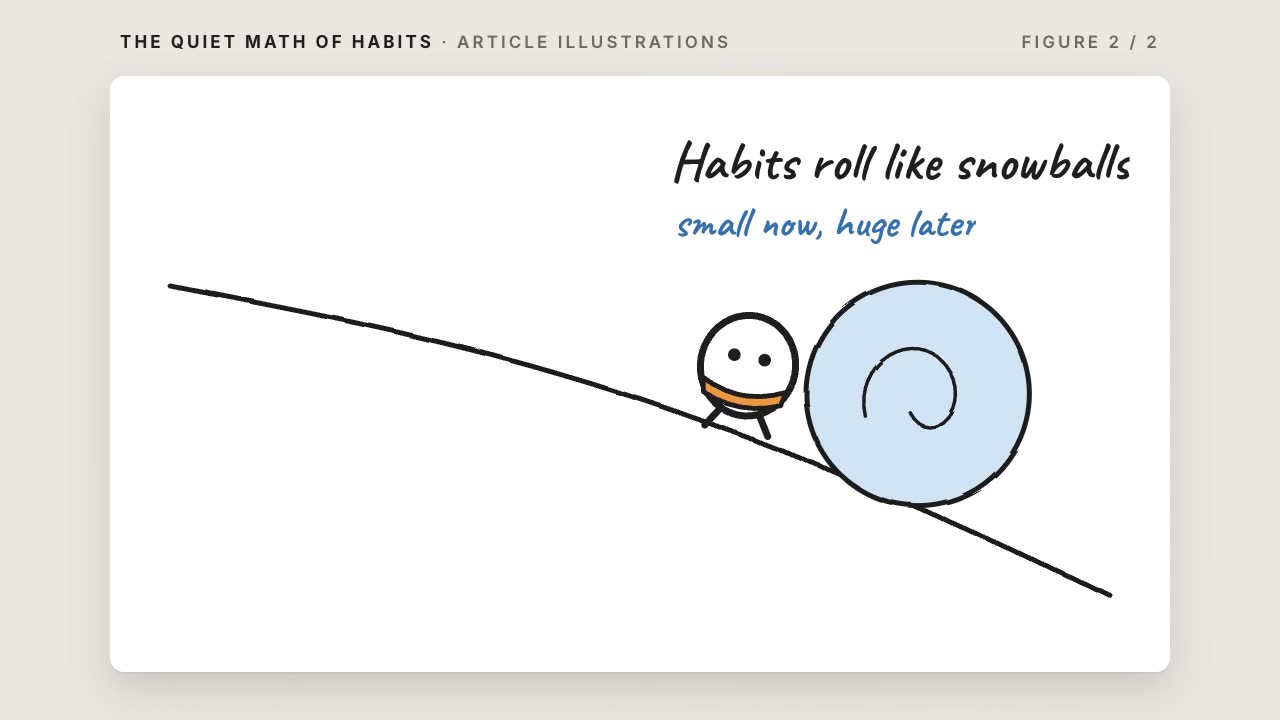 THE QUIET MATH OF HABITS · ARTICLE ILLUSTRATIONS
FIGURE 2 / 2
Habits roll like snowballs
small now, huge later